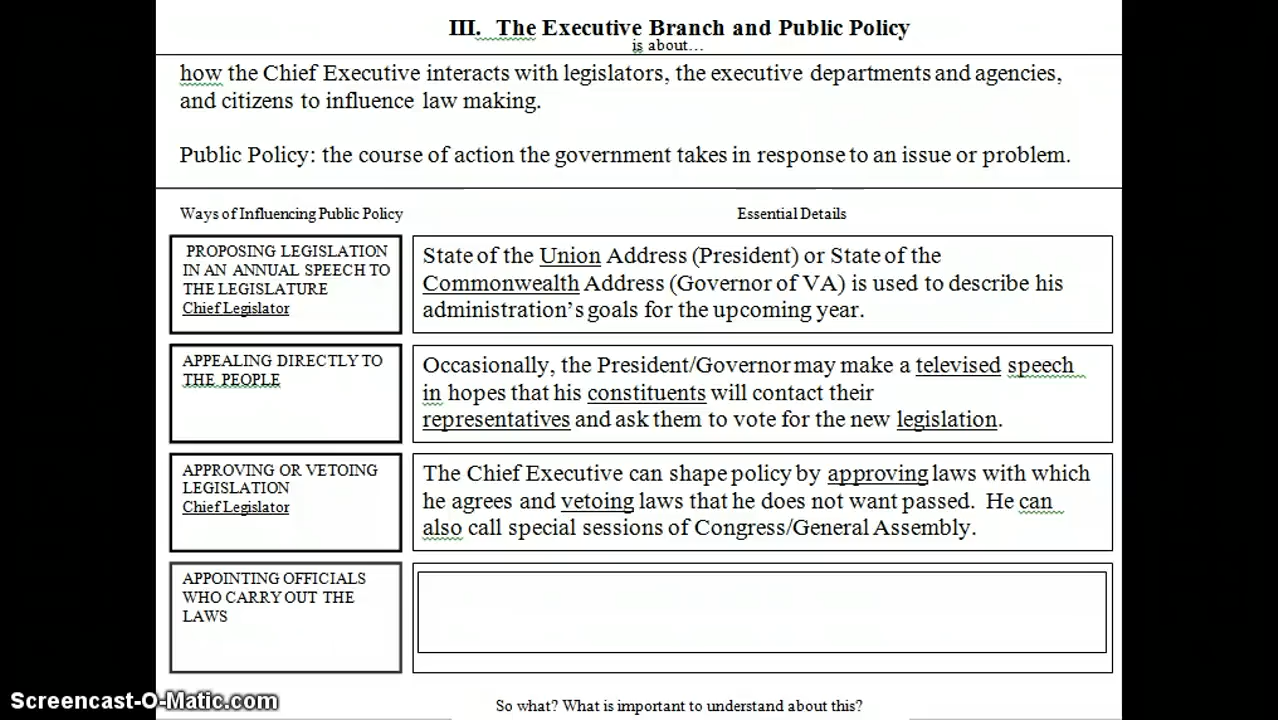 III. The Executive Branch and Public Policy
is about...
how the Chief Executive interacts with legislators, the executive departments and agencies,
and citizens to influence law making.
Public Policy: the course of action the government takes in response to an issue or problem.
Ways of Influencing Public Policy
Essential Details
PROPOSING LEGISLATION
IN AN ANNUAL SPEECH TO
THE LEGISLATURE
Chief Legislator
State of the Union Address (President) or State of the
Commonwealth Address (Governor of VA) is used to describe his
administration's goals for the upcoming year.
APPEALING DIRECTLY TO
THE PEOPLE
Occasionally, the President/Governor may make a televised speech
in hopes that his constituents will contact their
representatives and ask them to vote for the new legislation.
APPROVING OR VETOING
LEGISLATION
Chief Legislator
The Chief Executive can shape policy by approving laws with which
he agrees and vetoing laws that he does not want passed. He can
also call special sessions of Congress/General Assembly.
APPOINTING OFFICIALS
WHO CARRY OUT THE
LAWS
So what? What is important to understand about this?
Screencast-O-Matic.com